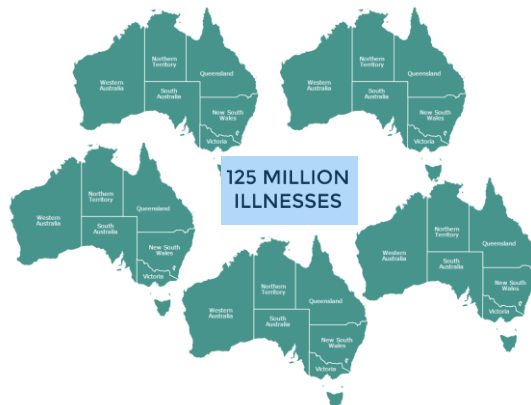 Northern
Territory
Western
Australia
Queensland
South
Australia
New South
Wales
Victoria
Northern
Territory
Western
Australia
Queensland
South
Australia
New South
Wales
Victoria
125 MILLION
ILLNESSES
Northern
Territory
Western
Australia
Queensland
South
Australia
New South
Wales
Victoria
Northern
Territory
Western
Australia
Queensland
South
Australia
New South
Wales
Victoria
Northern
Territory
Western
Australia
Queensland
South
Australia
New South
Wales
Victoria